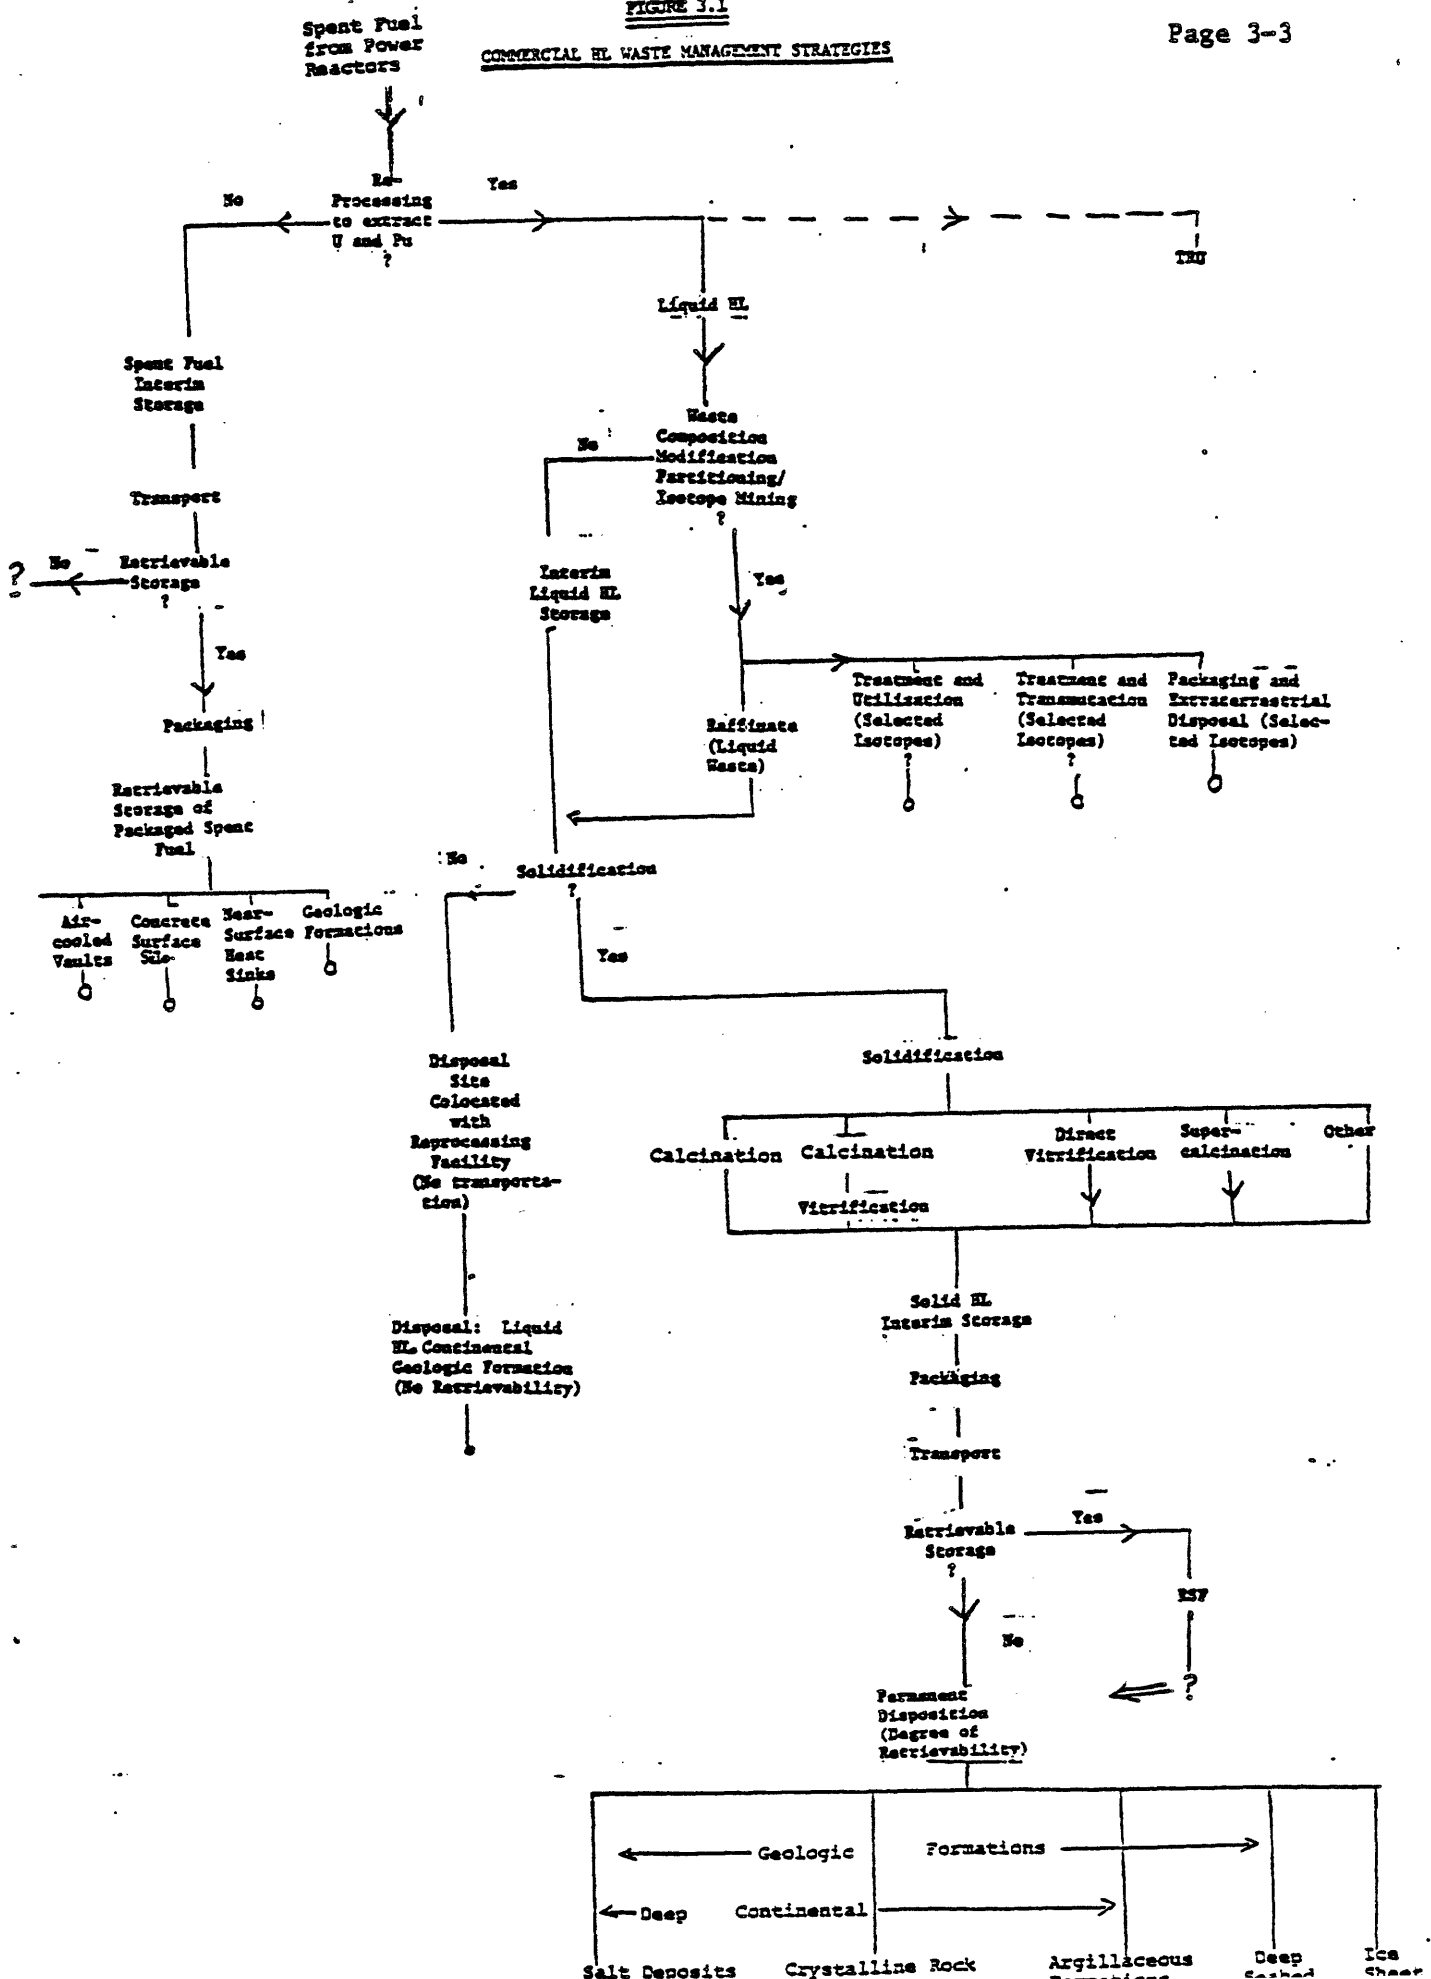 FIGURE 3.1
Page 3-3
COMMERCIAL HL WASTE MANAGEMENT STRATEGIES
Spent Fuel
from Power
Reactors
No
Re-
Processing
to extract
U and Pu
?
Yes
TRU
Liquid HL
Spent Fuel
Interim
Storage
Transport
No
Retrievable
Storage
?
?
Yes
Packaging
Retrievable
Storage of
Packaged Spent
Fuel
Air-
cooled
Vaults
Concrete
Surface
Silo
Near-
Surface
Heat
Sinks
Geologic
Formations
No
Waste
Composition
Modification
Partitioning/
Isotope Mining
?
Yes
Interim
Liquid HL
Storage
Raffinate
(Liquid
Waste)
Treatment and
Utilization
(Selected
Isotopes)
?
Treatment and
Transmutation
(Selected
Isotopes)
?
Packaging and
Extraterrestrial
Disposal (Selec-
ted Isotopes)
No
Solidification
?
Yes
Disposal
Site
Colocated
with
Reprocessing
Facility
(No transporta-
tion)
Disposal: Liquid
HL Continental
Geologic Formation
(No Retrievability)
Solidification
Calcination
Calcination
Vitrification
Direct
Vitrification
Super-
calcination
Other
Solid HL
Interim Storage
Packaging
Transport
Retrievable
Storage
?
Yes
RSF
?
No
Permanent
Disposition
(Degree of
Retrievability)
Geologic Formations
Deep Continental
Salt Deposits
Crystalline Rock
Argillaceous
Formations
Deep
Seabed
Ice
Sheet